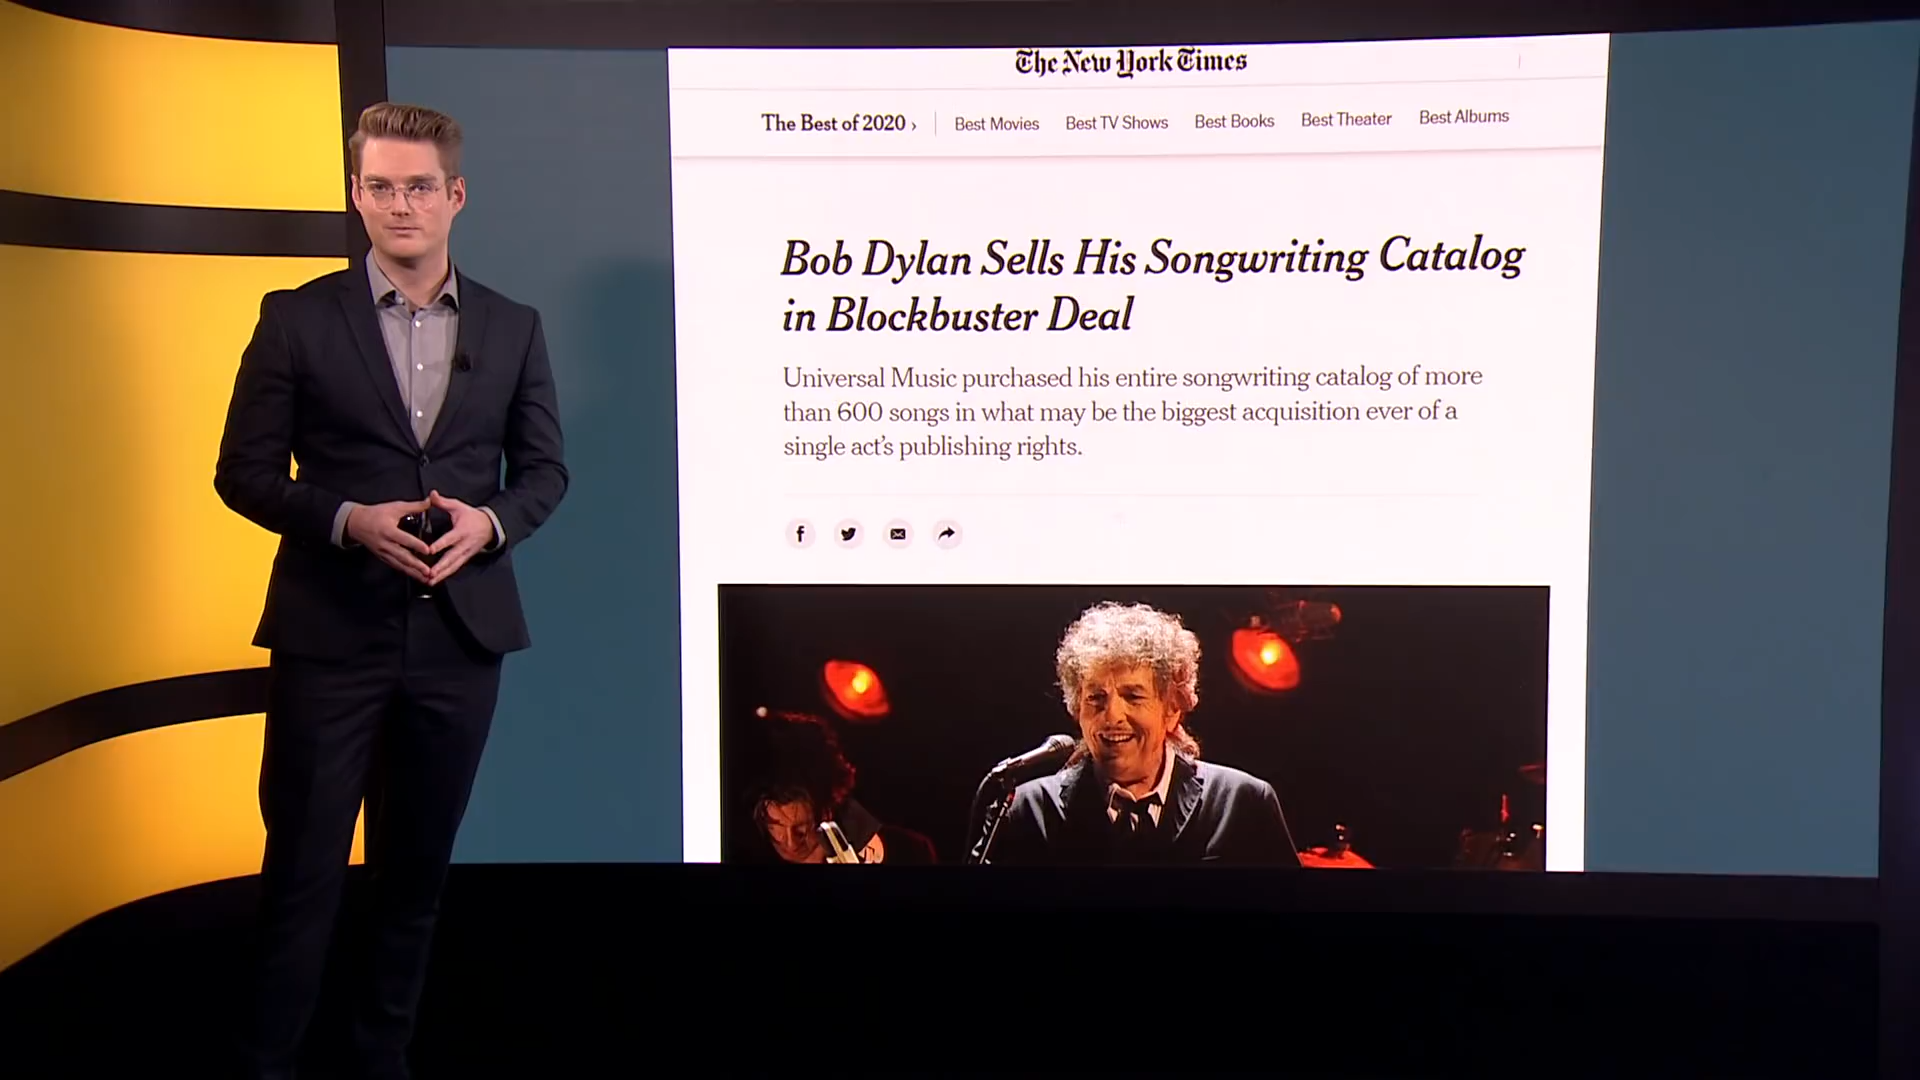 The New York Times
The Best of 2020 › Best Movies Best TV Shows Best Books Best Theater Best Albums
Bob Dylan Sells His Songwriting Catalog
in Blockbuster Deal
Universal Music purchased his entire songwriting catalog of more
than 600 songs in what may be the biggest acquisition ever of a
single act's publishing rights.